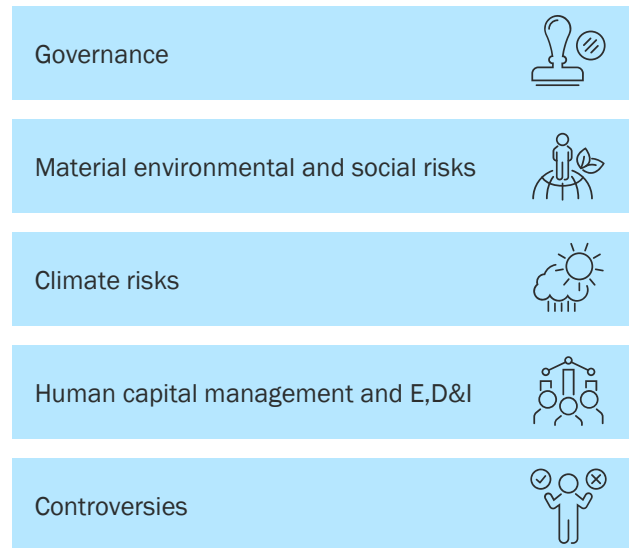 Governance
Material environmental and social risks
Climate risks
Human capital management and E,D&I
Controversies